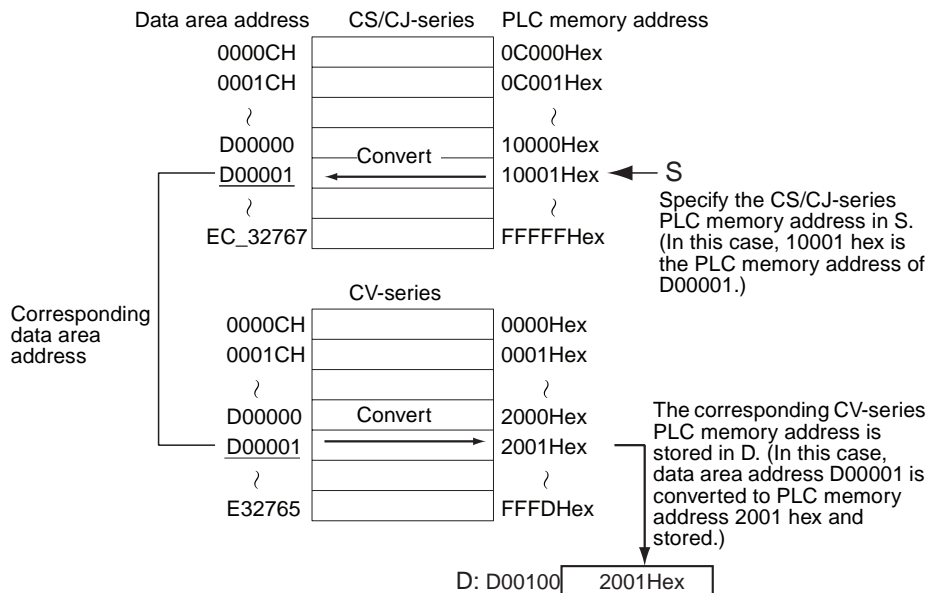 Data area address CS/CJ-series PLC memory address
0000CH 0C000Hex
0001CH 0C001Hex
~ ~
D00000 10000Hex
Convert
D00001 10001Hex S
~ ~
EC_32767 FFFFFHex
Specify the CS/CJ-series
PLC memory address in S.
(In this case, 10001 hex is
the PLC memory address of
D00001.)
Corresponding
data area
address
CV-series
0000CH 0000Hex
0001CH 0001Hex
~ ~
D00000 Convert 2000Hex
D00001 2001Hex
~ ~
E32765 FFFDHex
The corresponding CV-series
PLC memory address is
stored in D. (In this case,
data area address D00001 is
converted to PLC memory
address 2001 hex and
stored.)
D: D00100 2001Hex